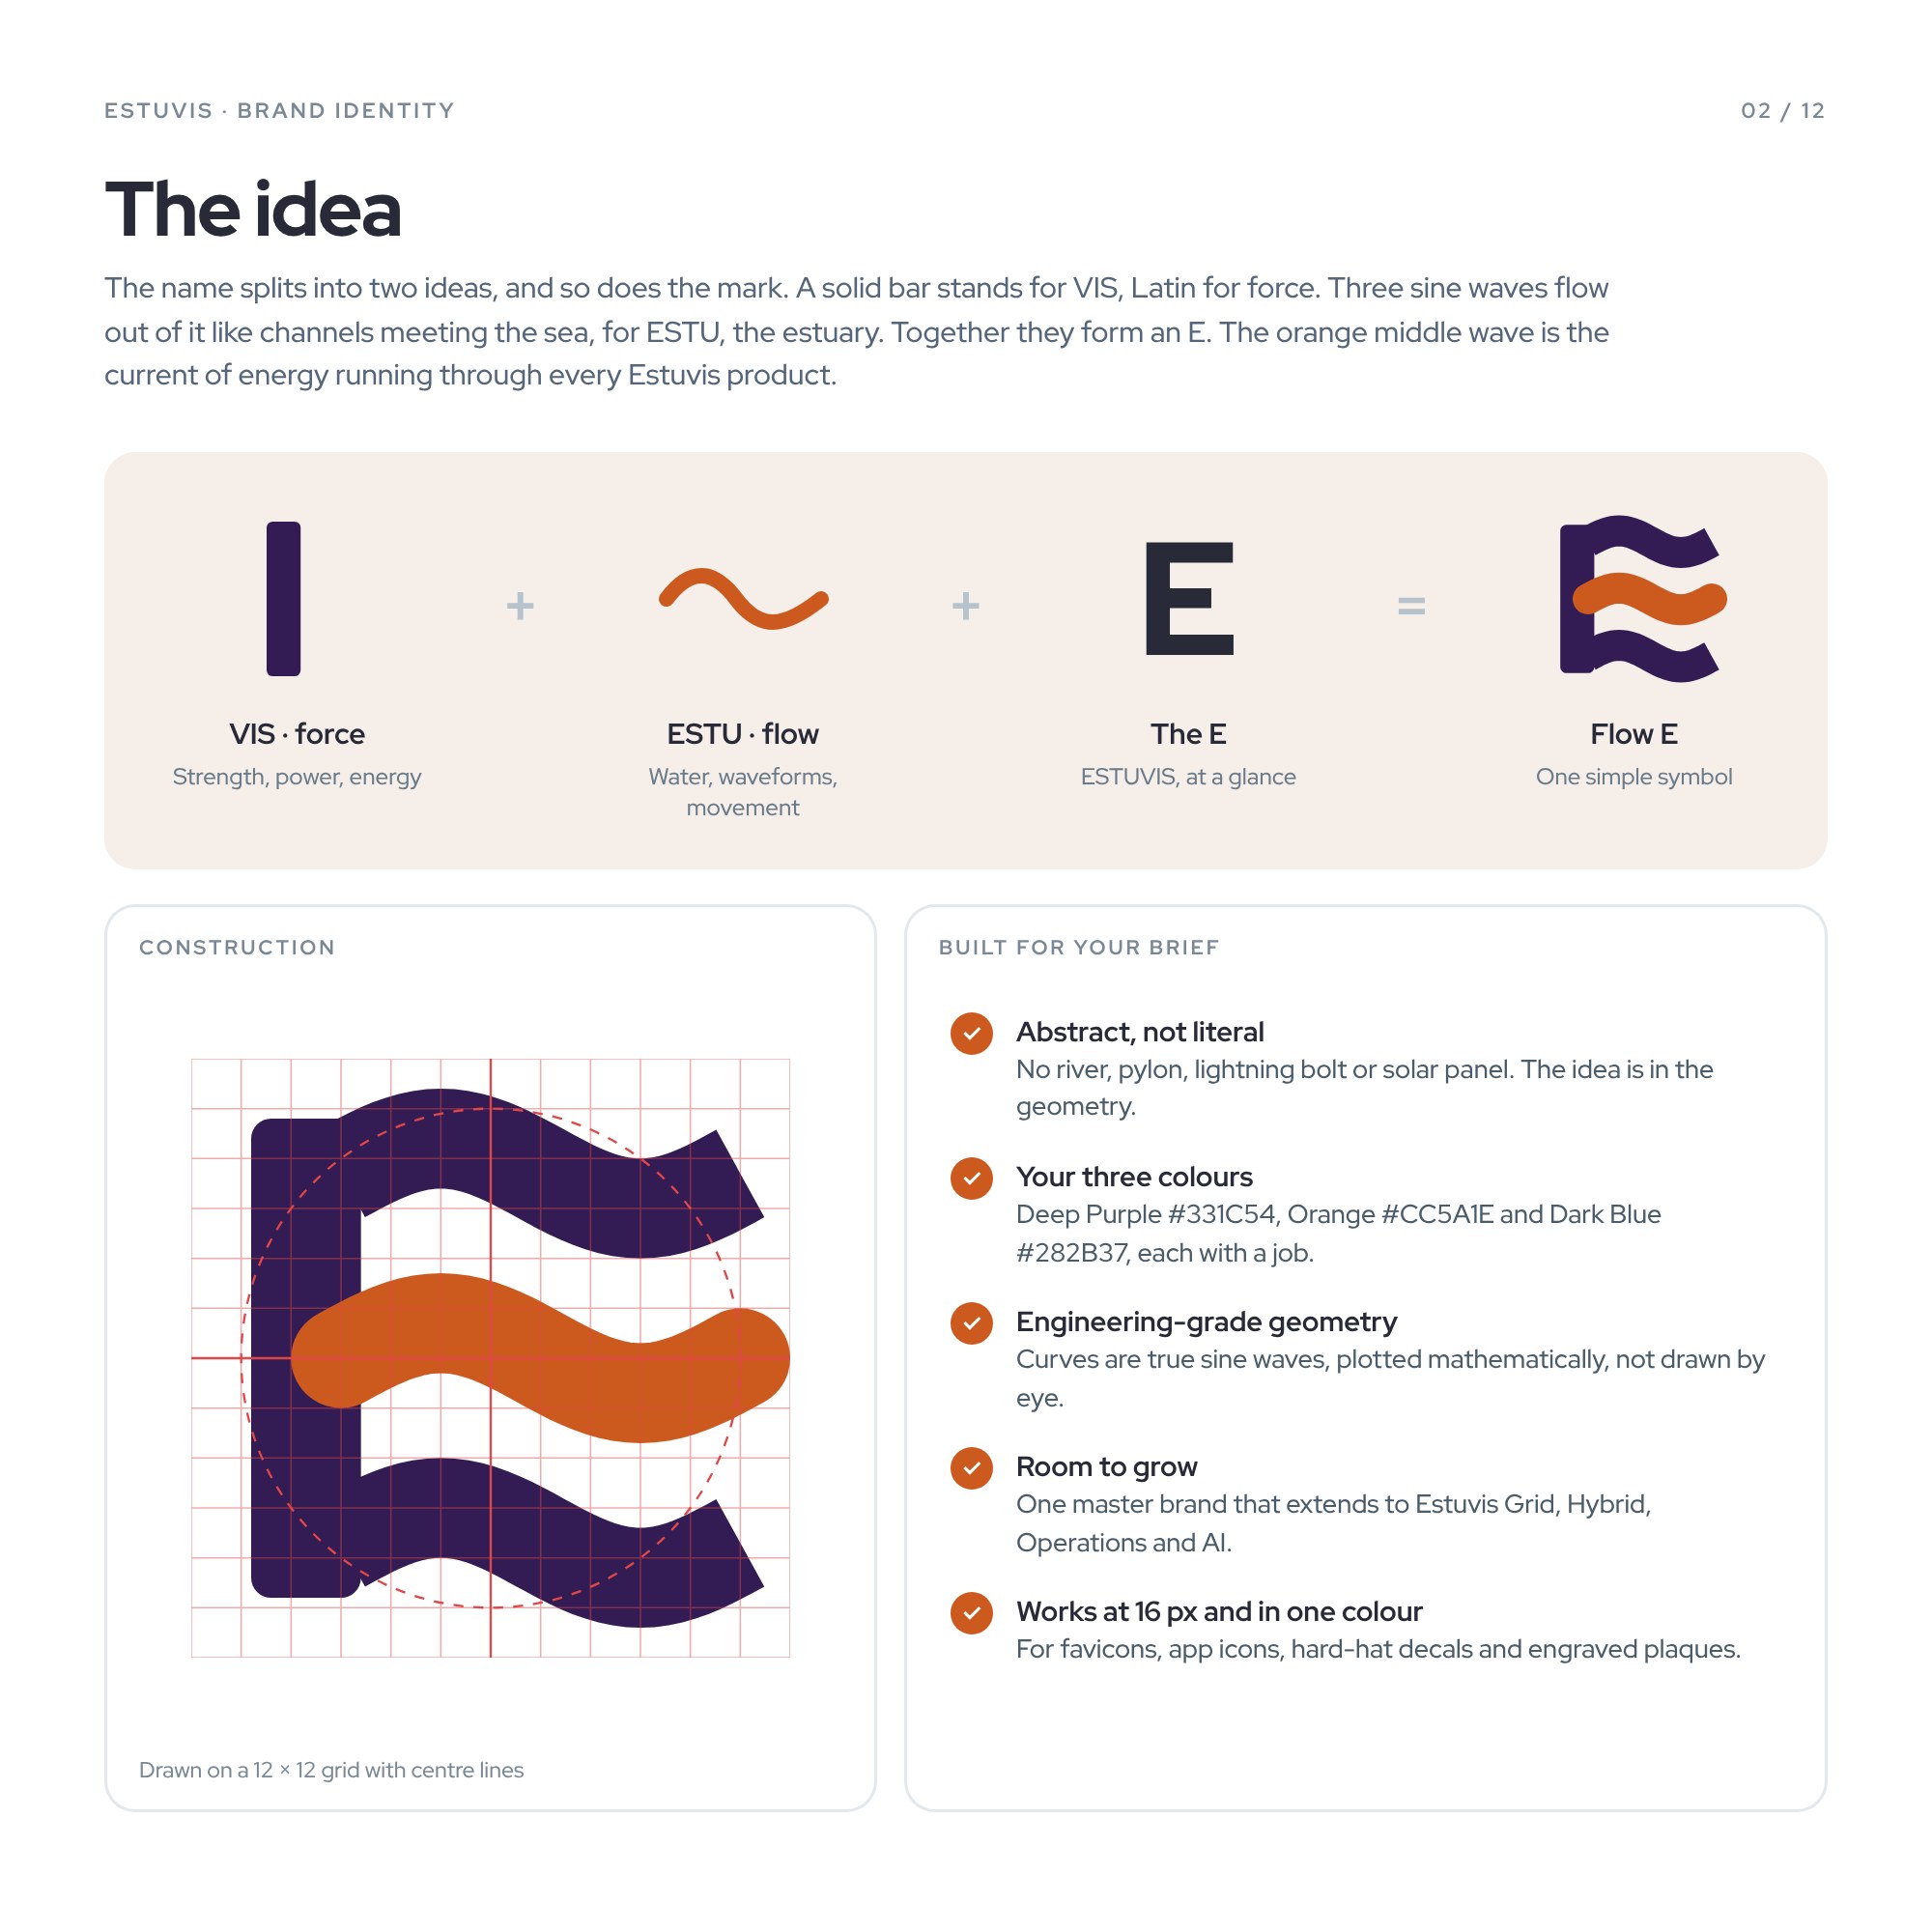 ESTUVIS · BRAND IDENTITY
02 / 12
The idea
The name splits into two ideas, and so does the mark. A solid bar stands for VIS, Latin for force. Three sine waves flow
out of it like channels meeting the sea, for ESTU, the estuary. Together they form an E. The orange middle wave is the
current of energy running through every Estuvis product.
+
+
E
=
VIS · force
Strength, power, energy
ESTU · flow
Water, waveforms,
movement
The E
ESTUVIS, at a glance
Flow E
One simple symbol
CONSTRUCTION
Drawn on a 12 × 12 grid with centre lines
BUILT FOR YOUR BRIEF
Abstract, not literal
No river, pylon, lightning bolt or solar panel. The idea is in the
geometry.
Your three colours
Deep Purple #331C54, Orange #CC5A1E and Dark Blue
#282B37, each with a job.
Engineering-grade geometry
Curves are true sine waves, plotted mathematically, not drawn by
eye.
Room to grow
One master brand that extends to Estuvis Grid, Hybrid,
Operations and AI.
Works at 16 px and in one colour
For favicons, app icons, hard-hat decals and engraved plaques.